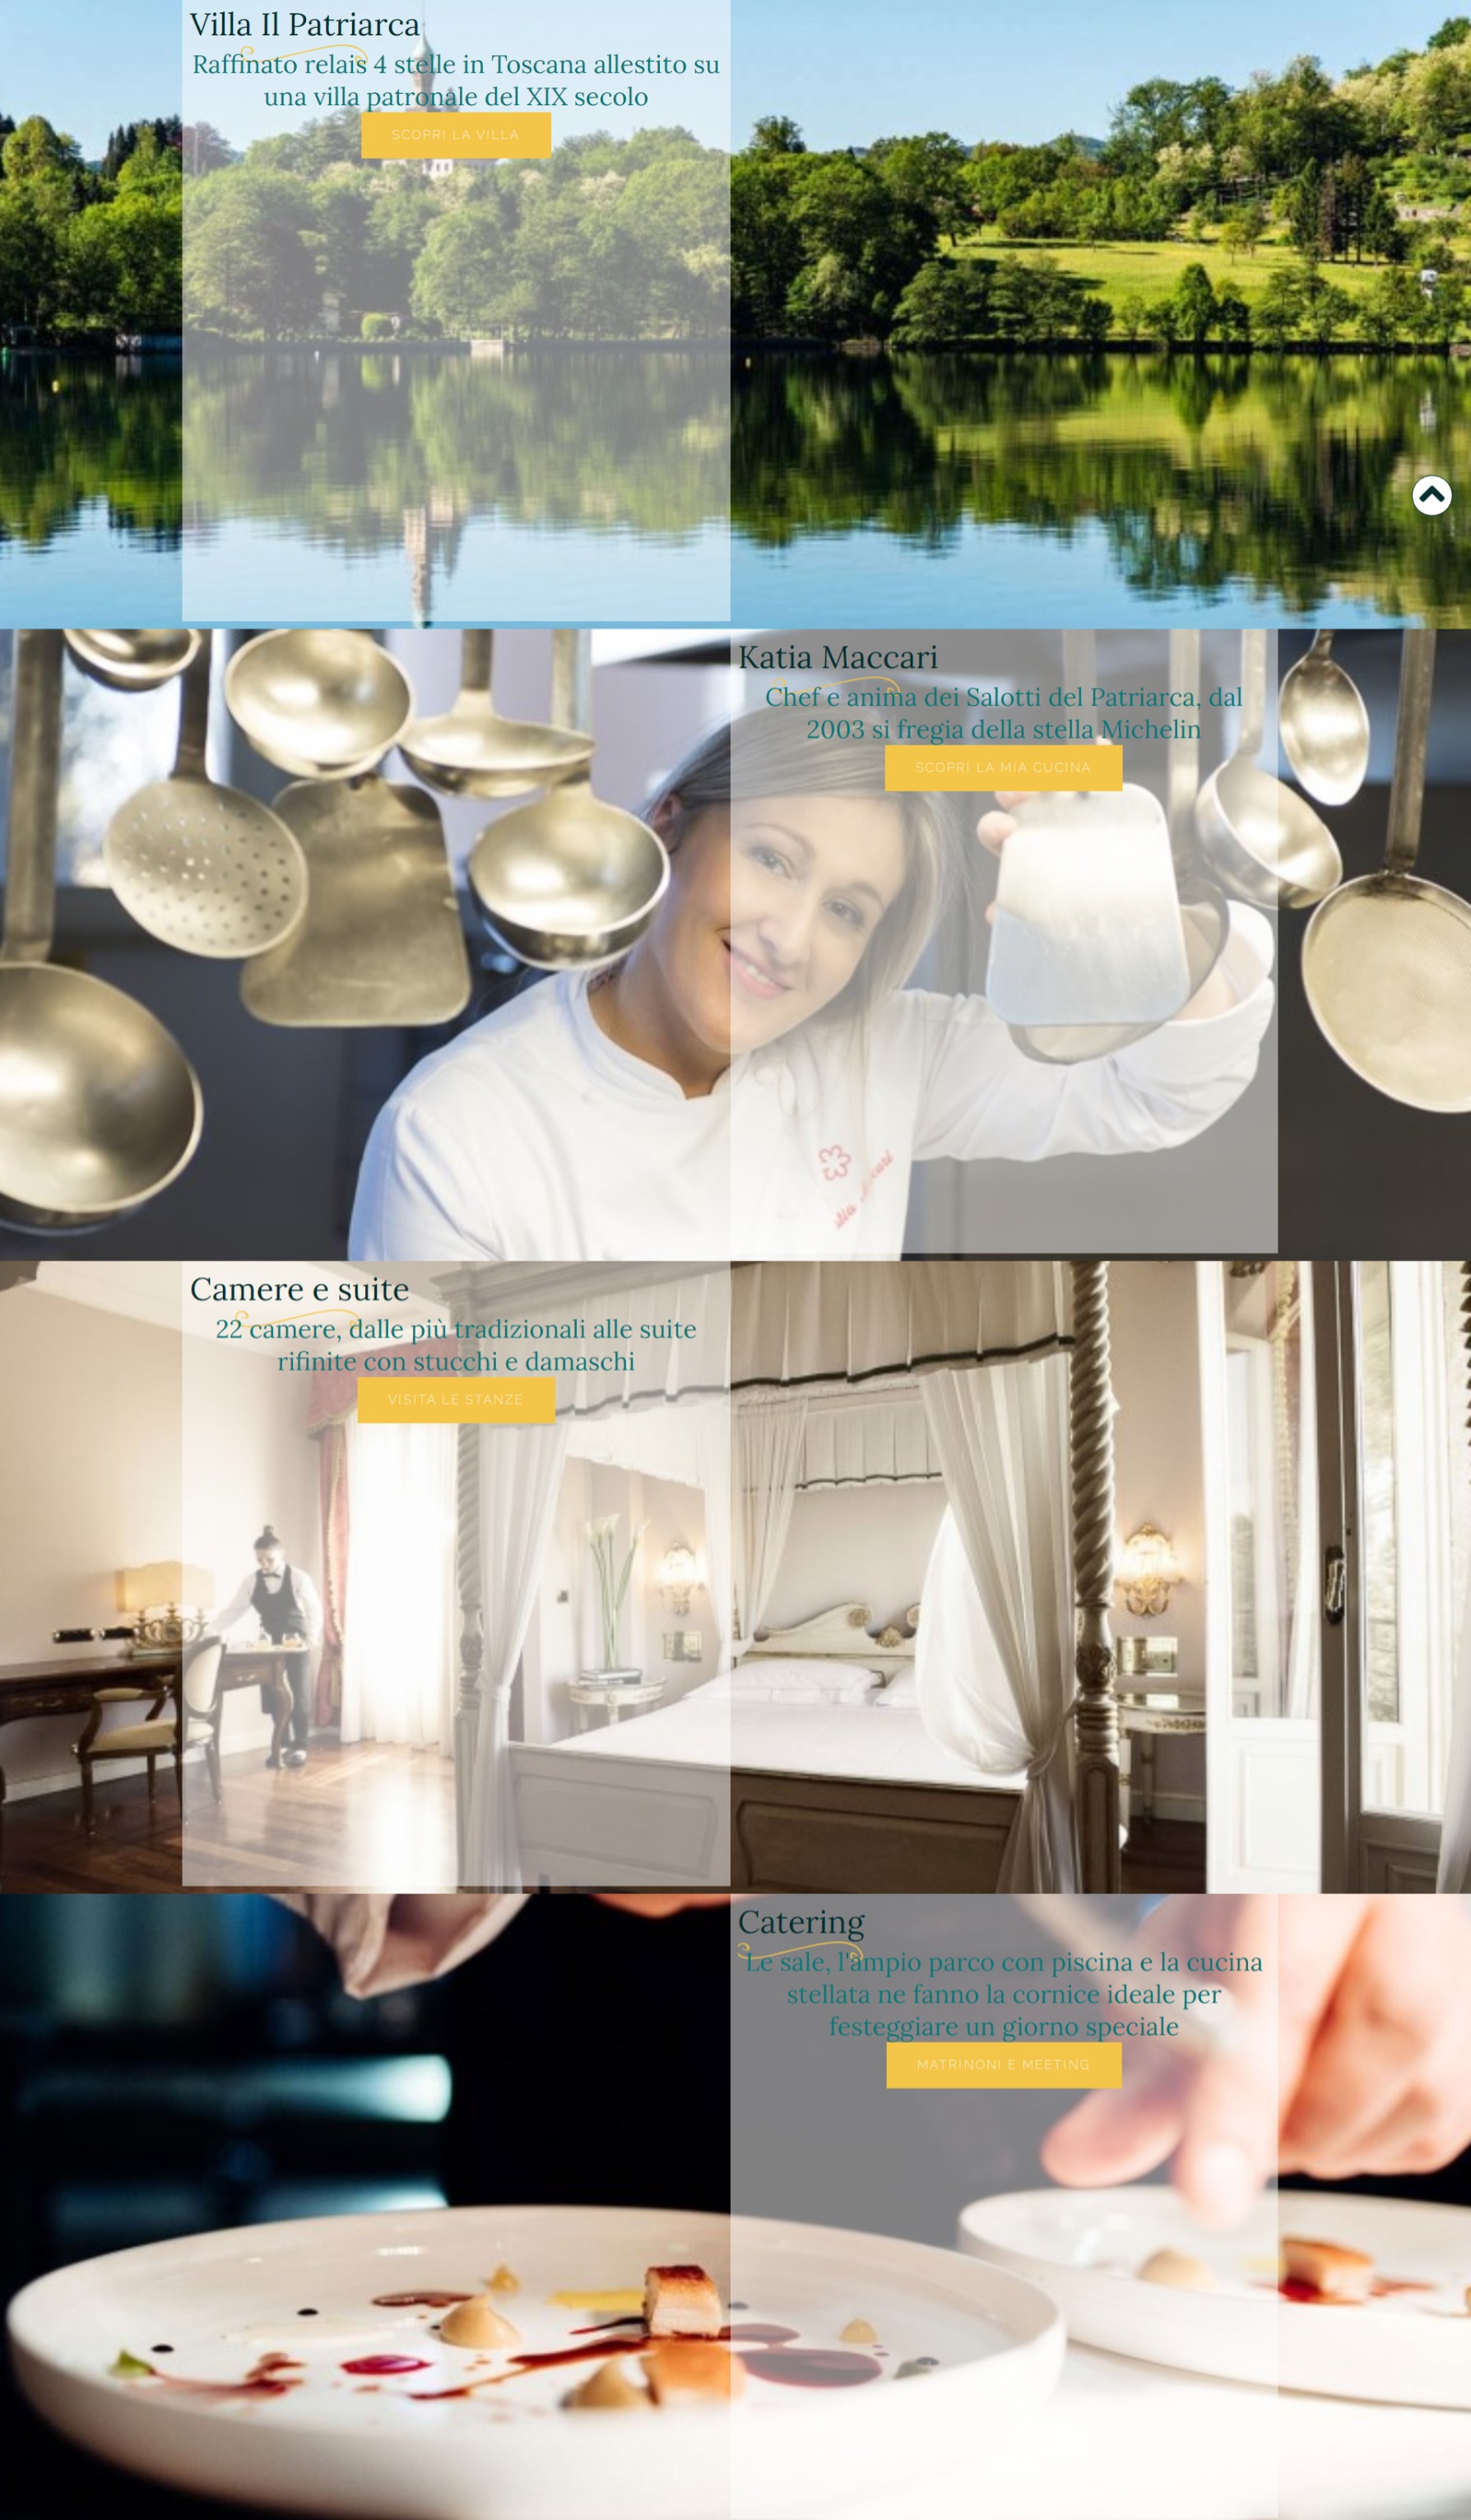 Villa Il Patriarca
Raffinato relais 4 stelle in Toscana allestito su
una villa patronale del XIX secolo
SCOPRI LA VILLA
Katia Maccari
Chef e anima dei Salotti del Patriarca, dal
2003 si fregia della stella Michelin
SCOPRI LA MIA CUCINA
Camere e suite
22 camere, dalle più tradizionali alle suite
rifinite con stucchi e damaschi
VISITA LE STANZE
Catering
Le sale, l'ampio parco con piscina e la cucina
stellata ne fanno la cornice ideale per
festeggiare un giorno speciale
MATRINONI E MEETING